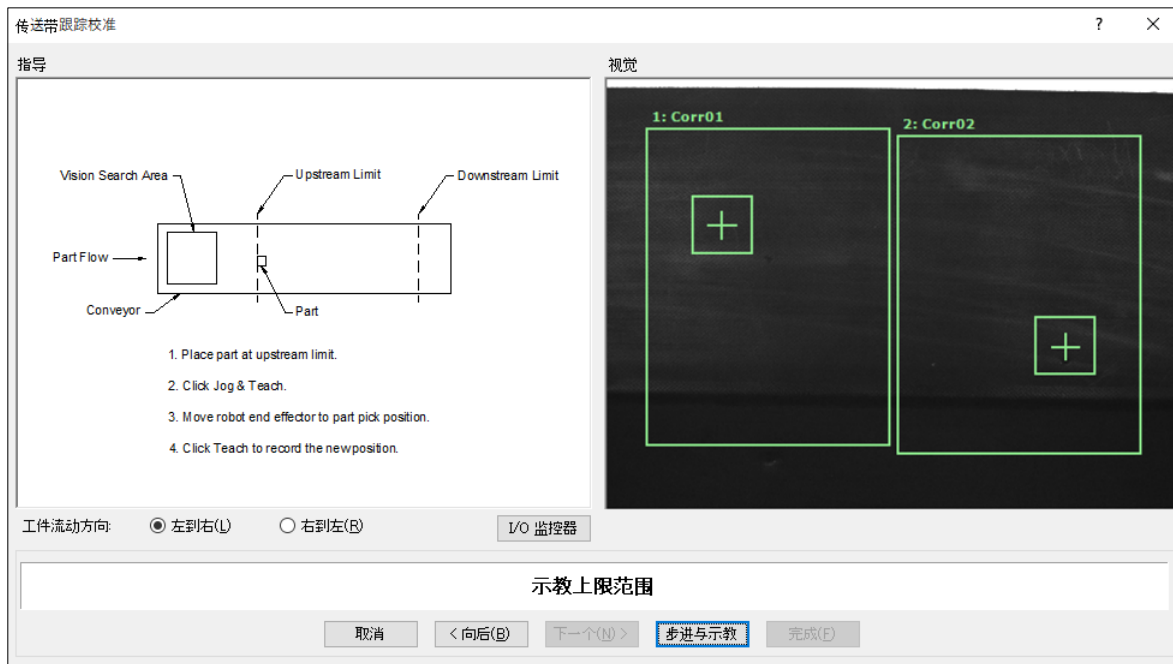 传送带跟踪校准
?
指导
视觉
Vision Search Area
Upstream Limit
Downstream Limit
Part Flow
Conveyor
Part
1. Place part at upstream limit.
2. Click Jog & Teach.
3. Move robot end effector to part pick position.
4. Click Teach to record the newposition.
1: Corr01
2: Corr02
工件流动方向:
左到右(L)
右到左(R)
I/O 监控器
示教上限范围
取消
< 向后(B)
下一个(N) >
步进与示教
完成(F)